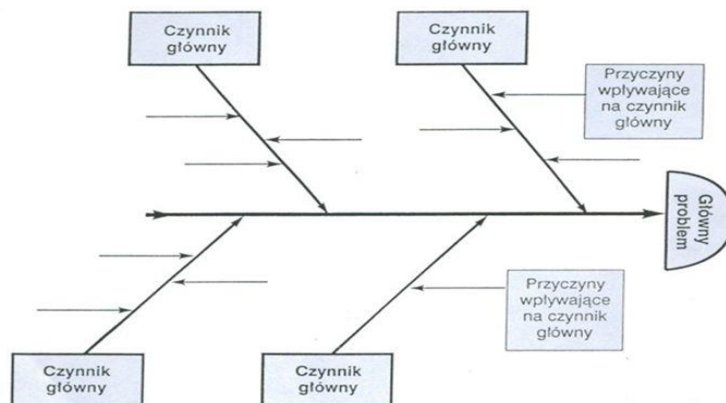 Czynnik
główny
Czynnik
główny
Przyczyny
wpływające
na czynnik
główny
Główny
problem
Przyczyny
wpływające
na czynnik
główny
Czynnik
główny
Czynnik
główny